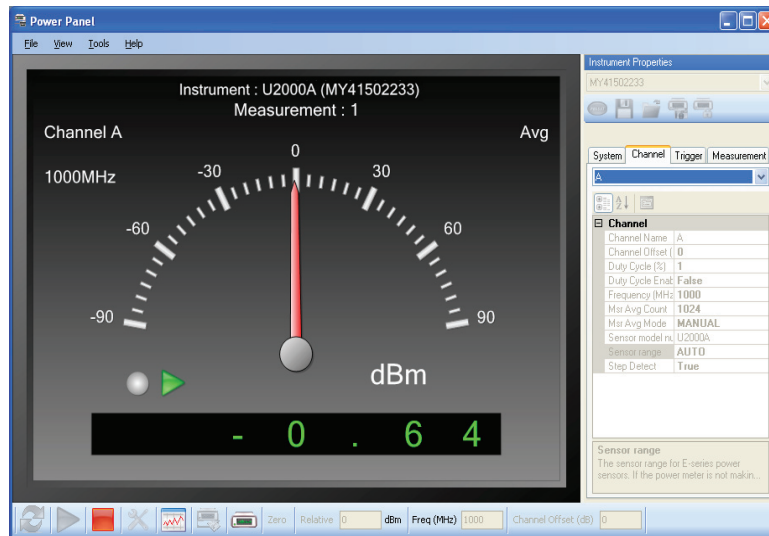 Power Panel
File View Tools Help
Instrument : U2000A (MY41502233)
Measurement : 1
Channel A
Avg
1000MHz
0
-30
30
-60
60
-90
90
dBm
- 0 . 6 4
Instrument Properties
MY41502233
System Channel Trigger Measurement
A
Channel
Channel Name A
Channel Offset ( 0
Duty Cycle (%) 1
Duty Cycle Enab False
Frequency (MHz 1000
Msr Avg Count 1024
Msr Avg Mode MANUAL
Sensor model nu U2000A
Sensor range AUTO
Step Detect True
Sensor range
The sensor range for E-series power
sensors. If the power meter is not makin...
Zero Relative 0 dBm Freq (MHz) 1000 Channel Offset (dB) 0